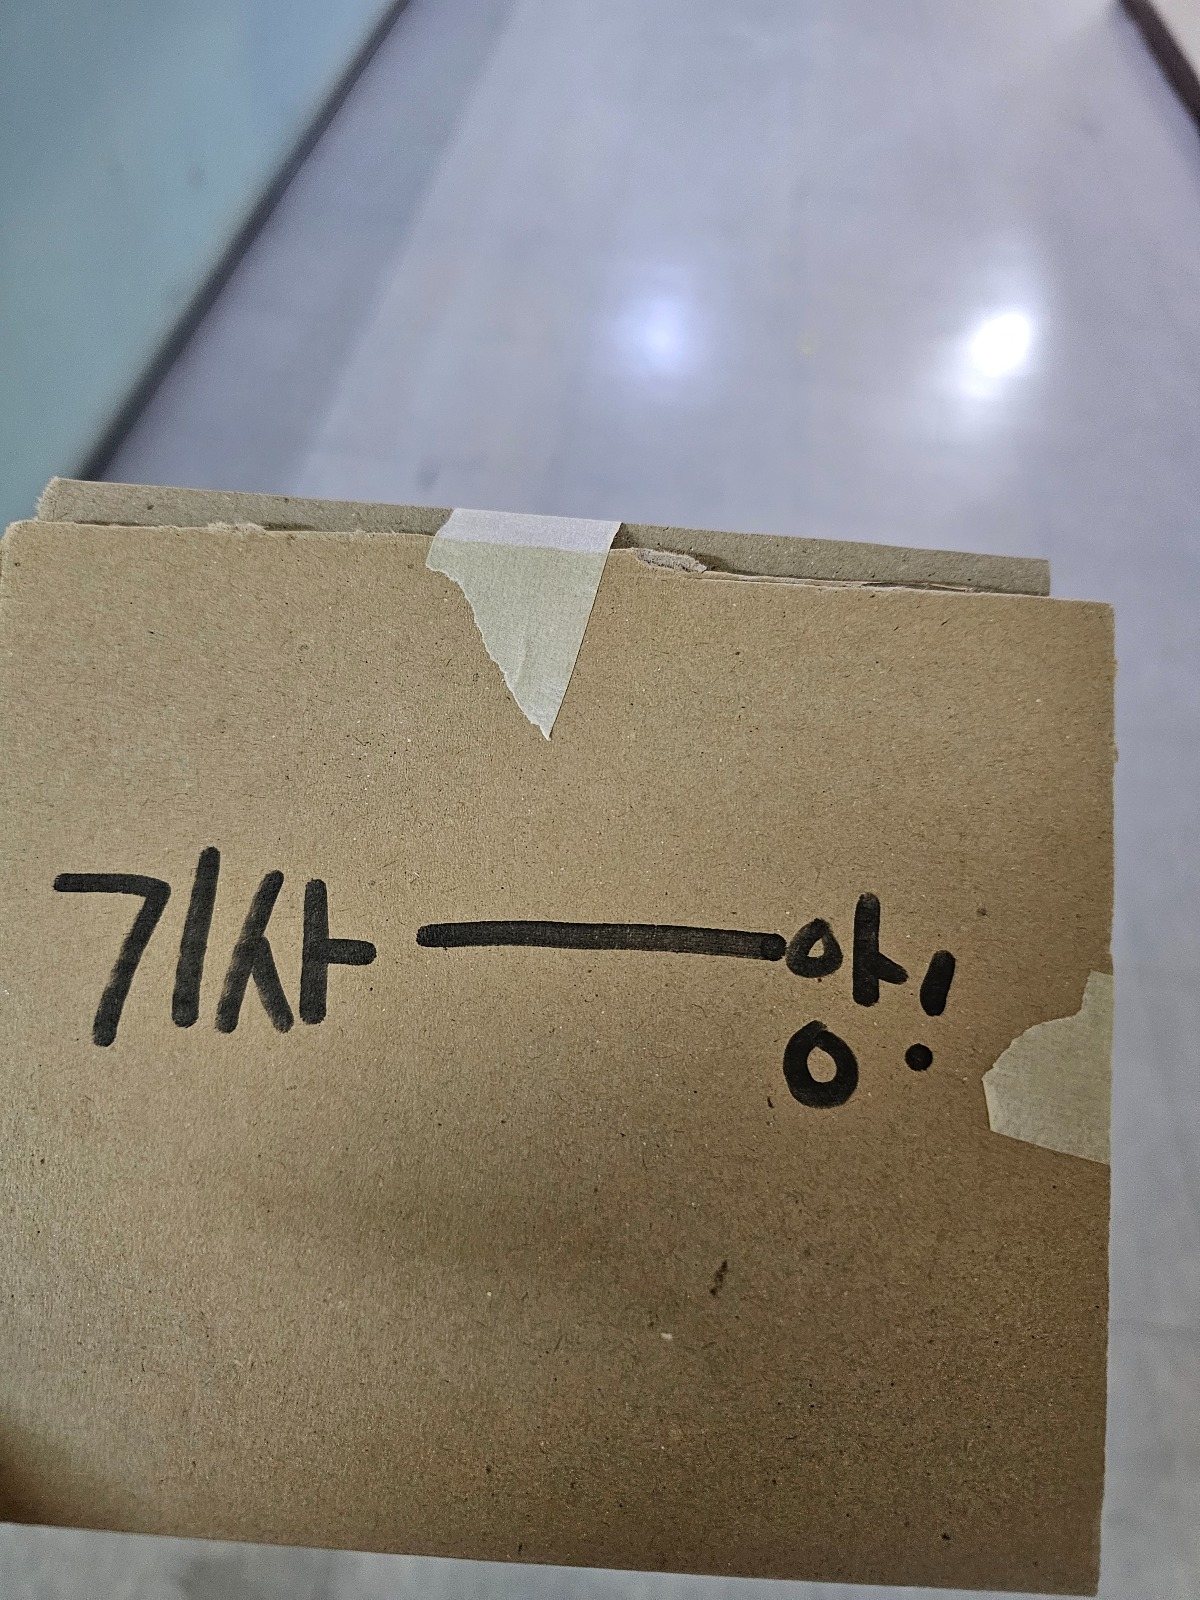 기사 — 앙!